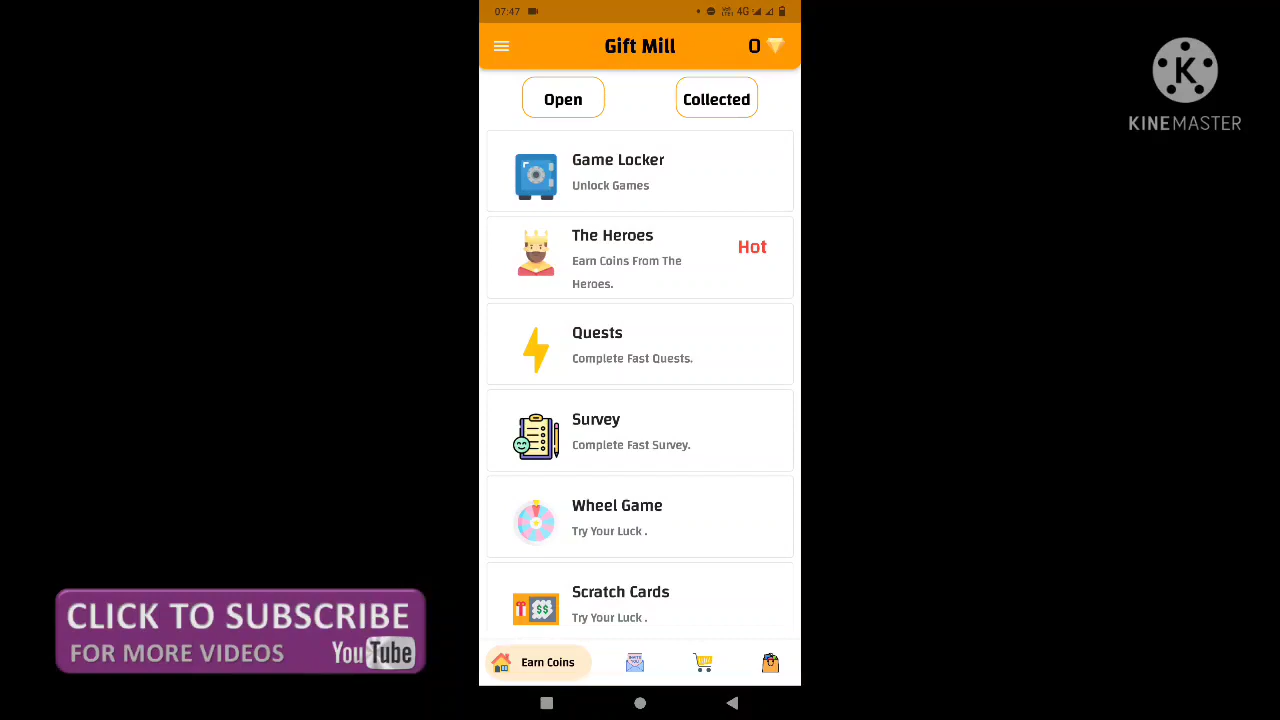 07:47
4G
Gift Mill
0
Open
Collected
Game Locker
Unlock Games
The Heroes
Hot
Earn Coins From The
Heroes.
Quests
Complete Fast Quests.
Survey
Complete Fast Survey.
Wheel Game
Try Your Luck .
Scratch Cards
$$
Try Your Luck .
Earn Coins
K
KINEMASTER
CLICK TO SUBSCRIBE
FOR MORE VIDEOS
YouTube